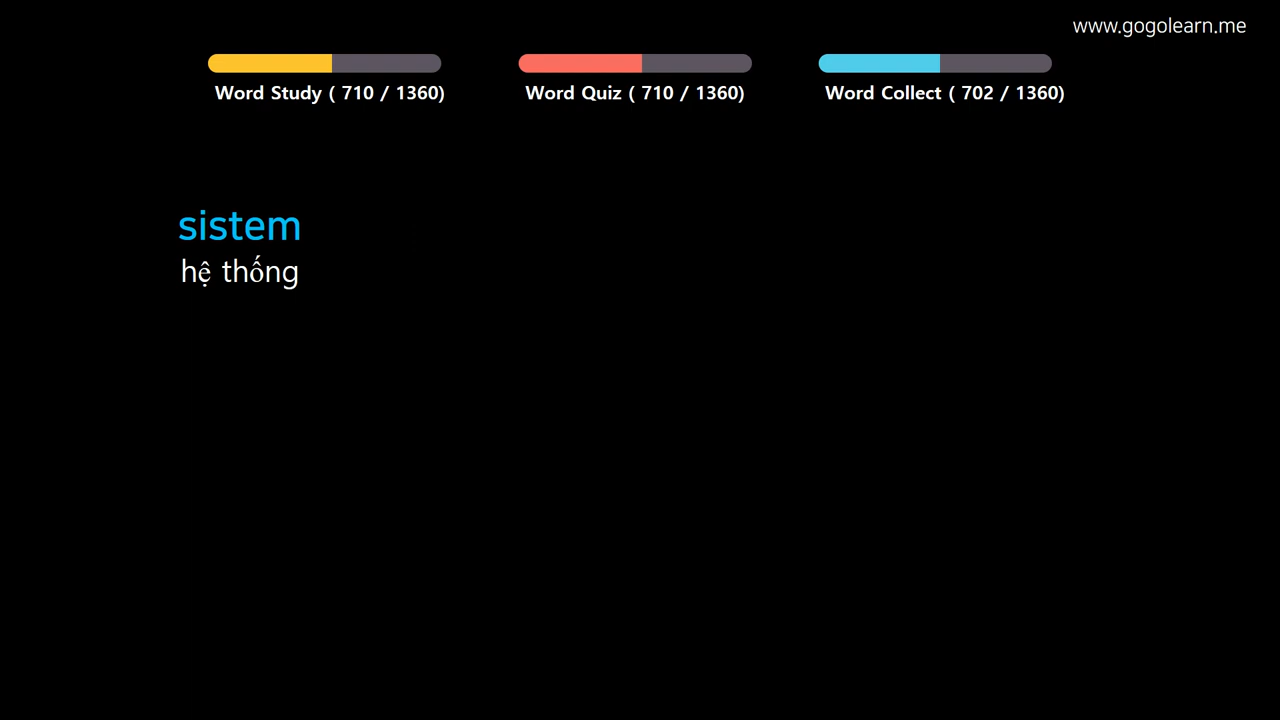 www.gogolearn.me
Word Study ( 710 / 1360)
Word Quiz ( 710 / 1360)
Word Collect ( 702 / 1360)
sistem
hệ thống